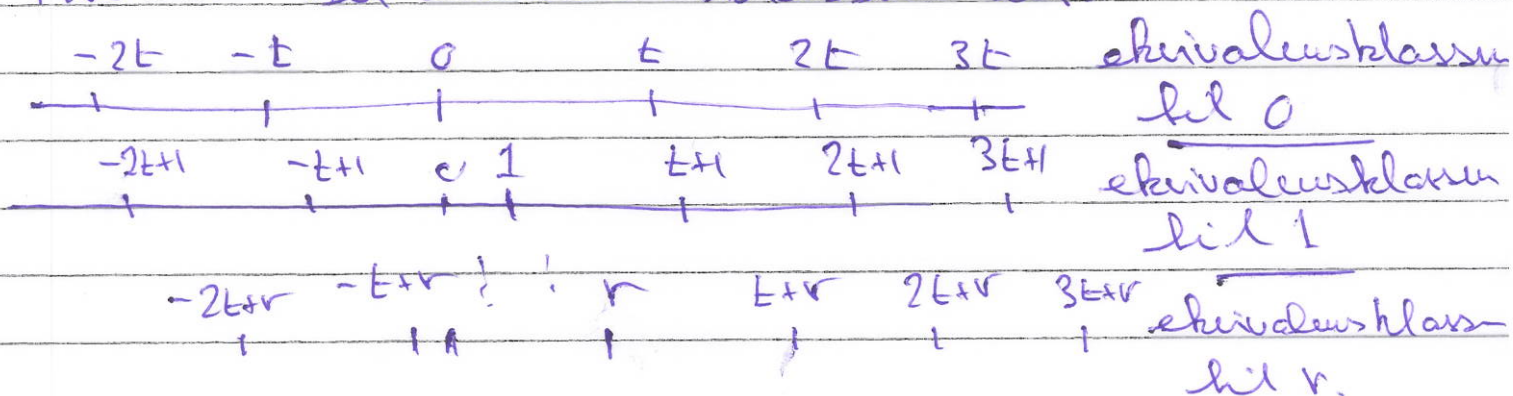 -2t -t 0 t 2t 3t ekvivalensklassen
til 0
-2t+1 -t+1 0 1 t+1 2t+1 3t+1 ekvivalensklassen
til 1
-2t+r -t+r r t+r 2t+r 3t+r ekvivalensklassen
til r.